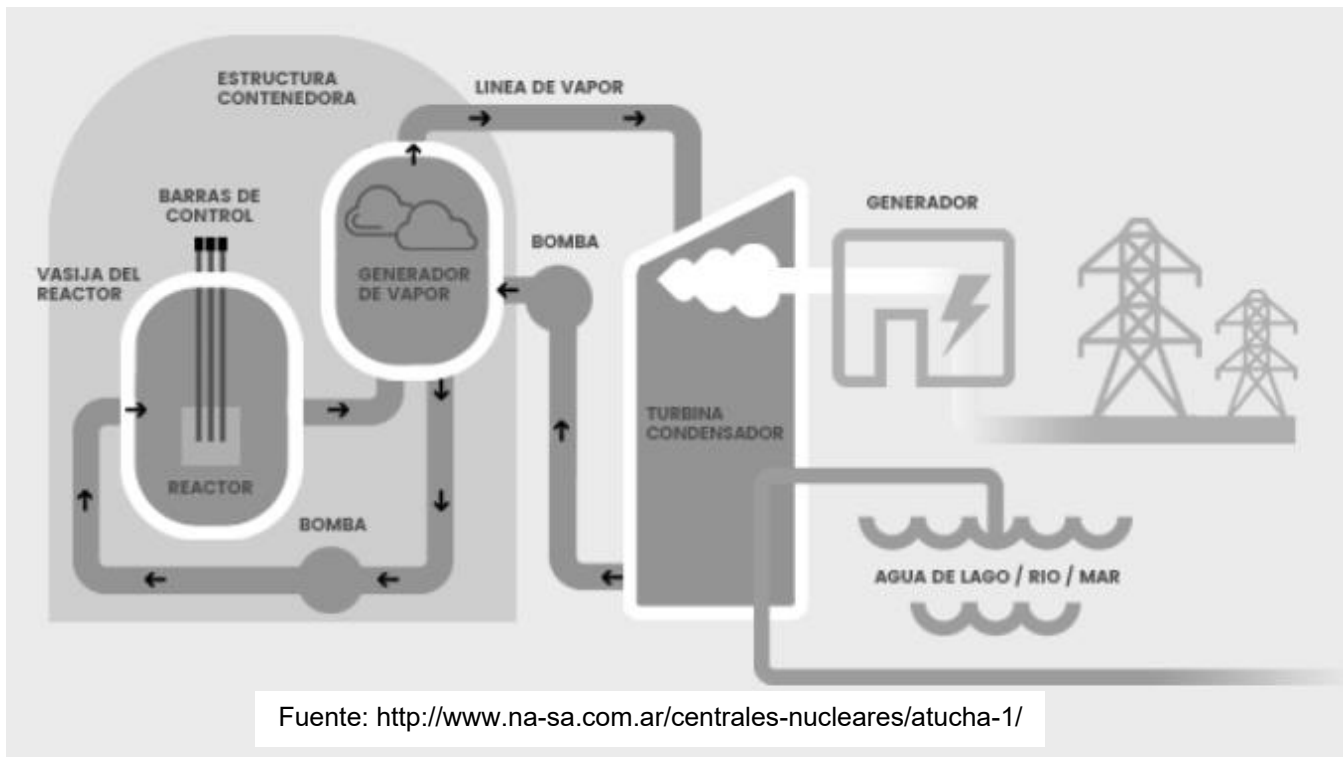 ESTRUCTURA
CONTENEDORA
LINEA DE VAPOR
BARRAS DE
CONTROL
VASIJA DEL
REACTOR
GENERADOR
DE VAPOR
BOMBA
GENERADOR
TURBINA
CONDENSADOR
REACTOR
BOMBA
AGUA DE LAGO / RIO / MAR
Fuente: http://www.na-sa.com.ar/centrales-nucleares/atucha-1/